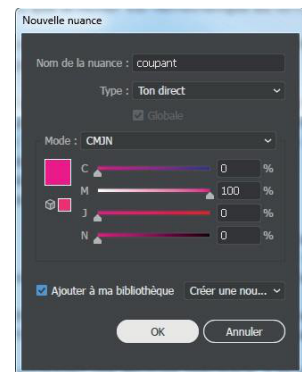 Nouvelle nuance
Nom de la nuance : coupant
Type : Ton direct
Globale
Mode : CMJN
C 0 %
M 100 %
J 0 %
N 0 %
Ajouter à ma bibliothèque Créer une nou...
OK Annuler